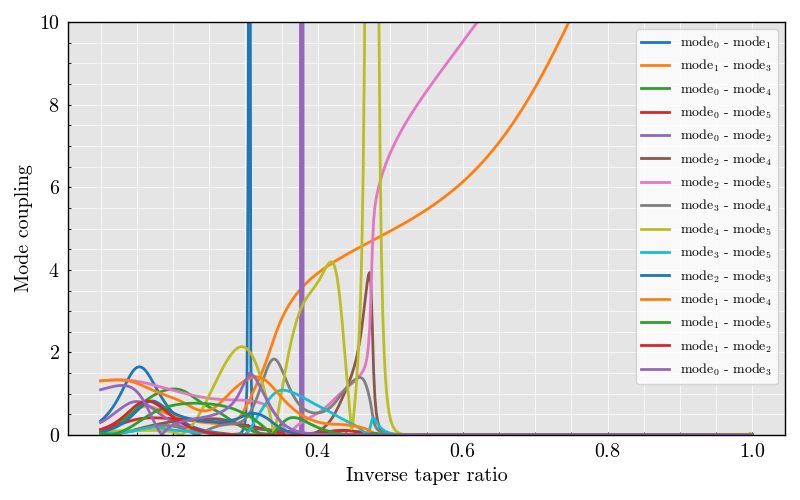 10
8
6
4
2
0
Mode coupling
0.2
0.4
0.6
0.8
1.0
Inverse taper ratio
mode₀ - mode₁
mode₁ - mode₃
mode₀ - mode₄
mode₀ - mode₅
mode₀ - mode₂
mode₂ - mode₄
mode₂ - mode₅
mode₃ - mode₄
mode₄ - mode₅
mode₃ - mode₅
mode₂ - mode₃
mode₁ - mode₄
mode₁ - mode₅
mode₁ - mode₂
mode₀ - mode₃